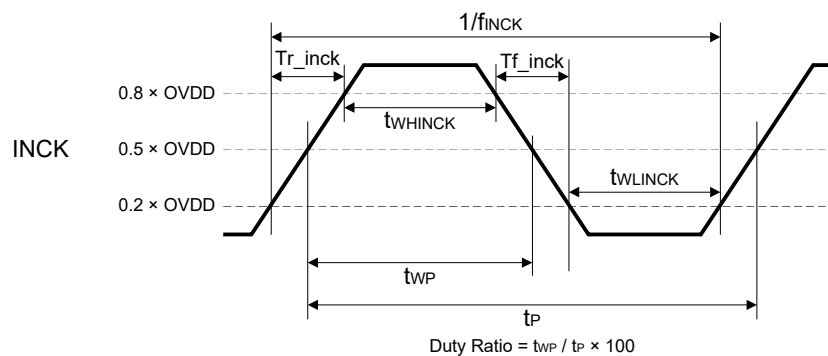 1/fINCK
Tr_inck
Tf_inck
0.8 × OVDD
tWHINCK
INCK
0.5 × OVDD
tWLINCK
0.2 × OVDD
tWP
tP
Duty Ratio = tWP / tP × 100